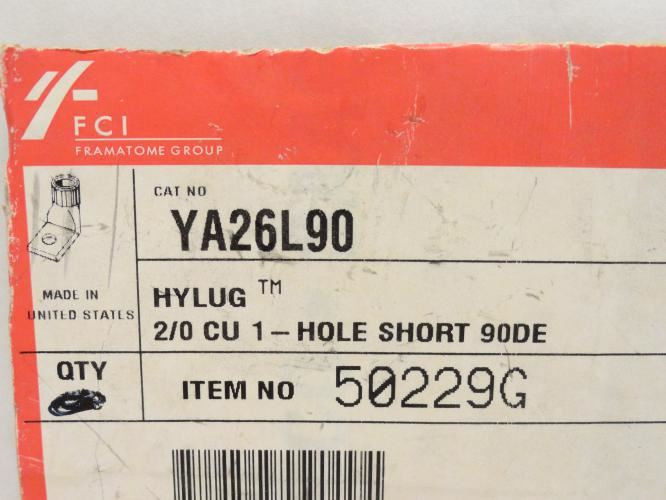 FCI
FRAMATOME GROUP
CAT NO
YA26L90
MADE IN
UNITED STATES
HYLUG ™
2/0 CU 1-HOLE SHORT 90DE
QTY
ITEM NO 50229G